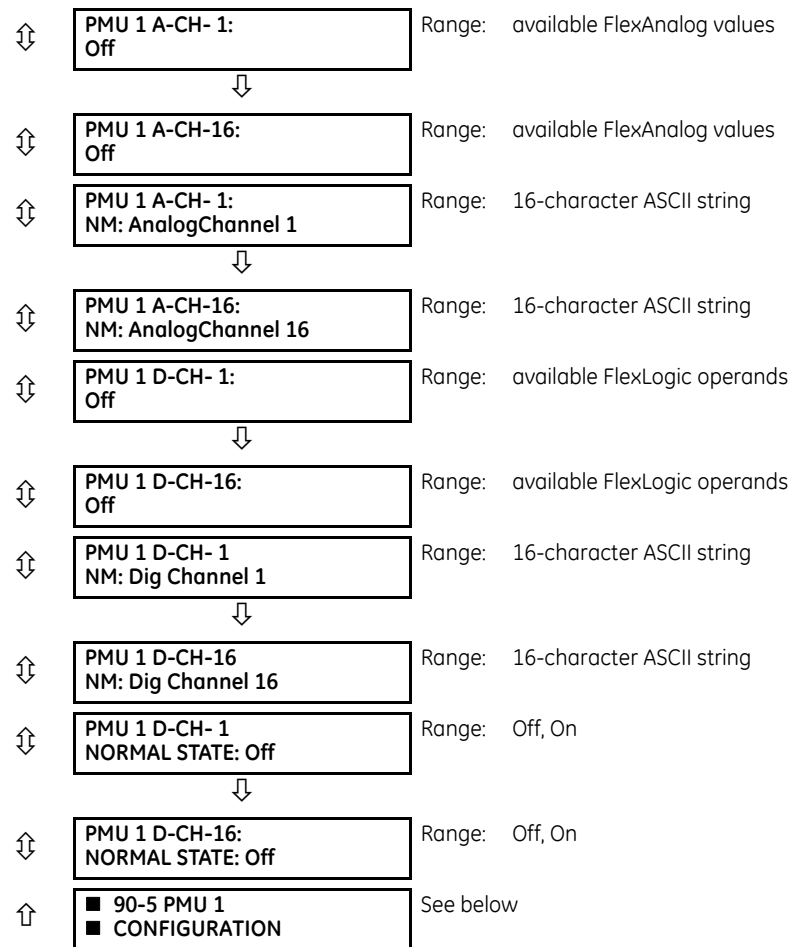 PMU 1 A-CH- 1: Range: available FlexAnalog values
Off
PMU 1 A-CH-16: Range: available FlexAnalog values
Off
PMU 1 A-CH- 1: Range: 16-character ASCII string
NM: AnalogChannel 1
PMU 1 A-CH-16: Range: 16-character ASCII string
NM: AnalogChannel 16
PMU 1 D-CH- 1: Range: available FlexLogic operands
Off
PMU 1 D-CH-16: Range: available FlexLogic operands
Off
PMU 1 D-CH- 1 Range: 16-character ASCII string
NM: Dig Channel 1
PMU 1 D-CH-16 Range: 16-character ASCII string
NM: Dig Channel 16
PMU 1 D-CH- 1 Range: Off, On
NORMAL STATE: Off
PMU 1 D-CH-16: Range: Off, On
NORMAL STATE: Off
■ 90-5 PMU 1 See below
■ CONFIGURATION